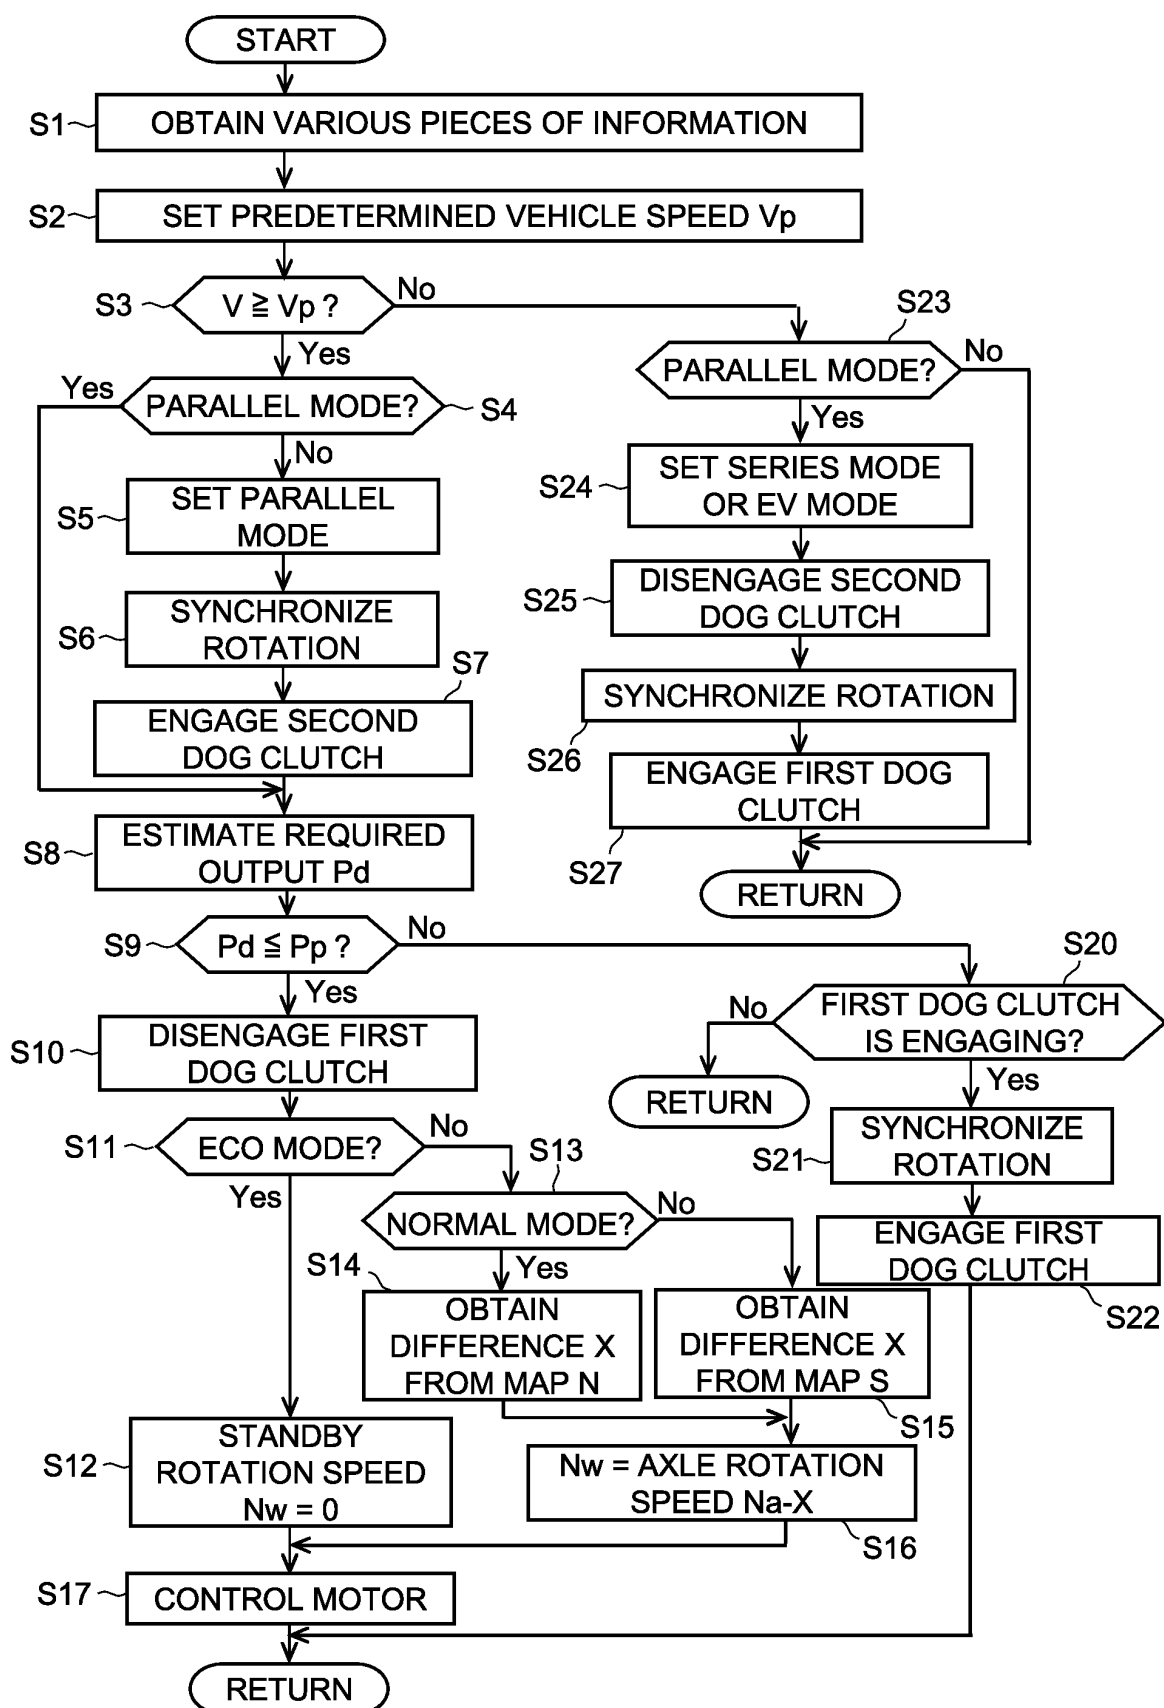 START
S1
OBTAIN VARIOUS PIECES OF INFORMATION
S2
SET PREDETERMINED VEHICLE SPEED Vp
S3
V ≧ Vp ?
No
Yes
S23
PARALLEL MODE?
No
Yes
Yes
PARALLEL MODE?
S4
No
S24
SET SERIES MODE
OR EV MODE
S5
SET PARALLEL
MODE
S25
DISENGAGE SECOND
DOG CLUTCH
S6
SYNCHRONIZE
ROTATION
S7
SYNCHRONIZE ROTATION
S26
ENGAGE SECOND
DOG CLUTCH
ENGAGE FIRST DOG
CLUTCH
S27
S8
ESTIMATE REQUIRED
OUTPUT Pd
RETURN
S9
Pd ≦ Pp ?
No
Yes
S20
FIRST DOG CLUTCH
IS ENGAGING?
No
Yes
RETURN
S10
DISENGAGE FIRST
DOG CLUTCH
S21
SYNCHRONIZE
ROTATION
S11
ECO MODE?
No
Yes
S13
NORMAL MODE?
No
Yes
ENGAGE FIRST
DOG CLUTCH
S22
S14
OBTAIN
DIFFERENCE X
FROM MAP N
OBTAIN
DIFFERENCE X
FROM MAP S
S15
S12
STANDBY
ROTATION SPEED
Nw = 0
Nw = AXLE ROTATION
SPEED Na-X
S16
S17
CONTROL MOTOR
RETURN